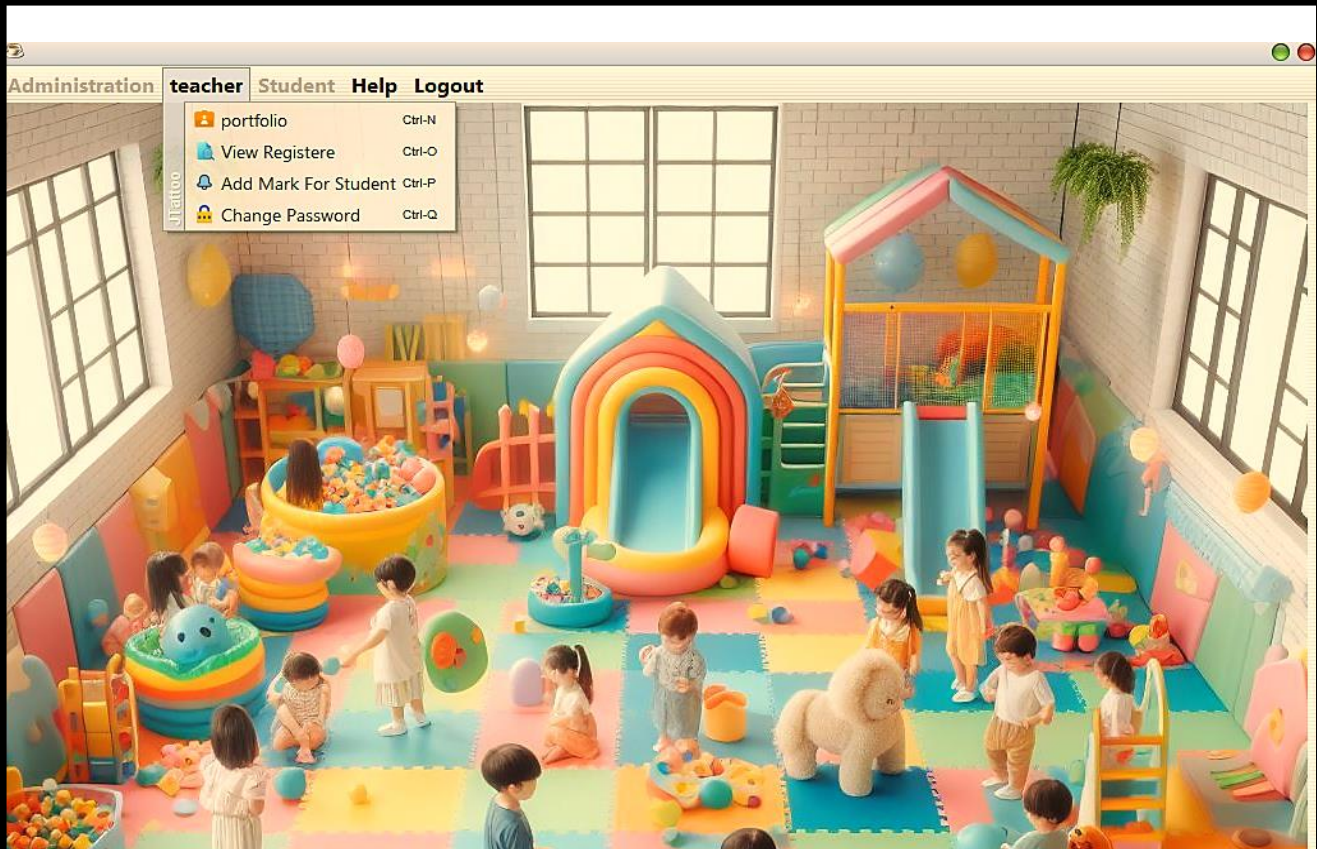 Administration teacher Student Help Logout
portfolio Ctrl-N
View Registere Ctrl-O
Add Mark For Student Ctrl-P
Change Password Ctrl-Q
JTattoo